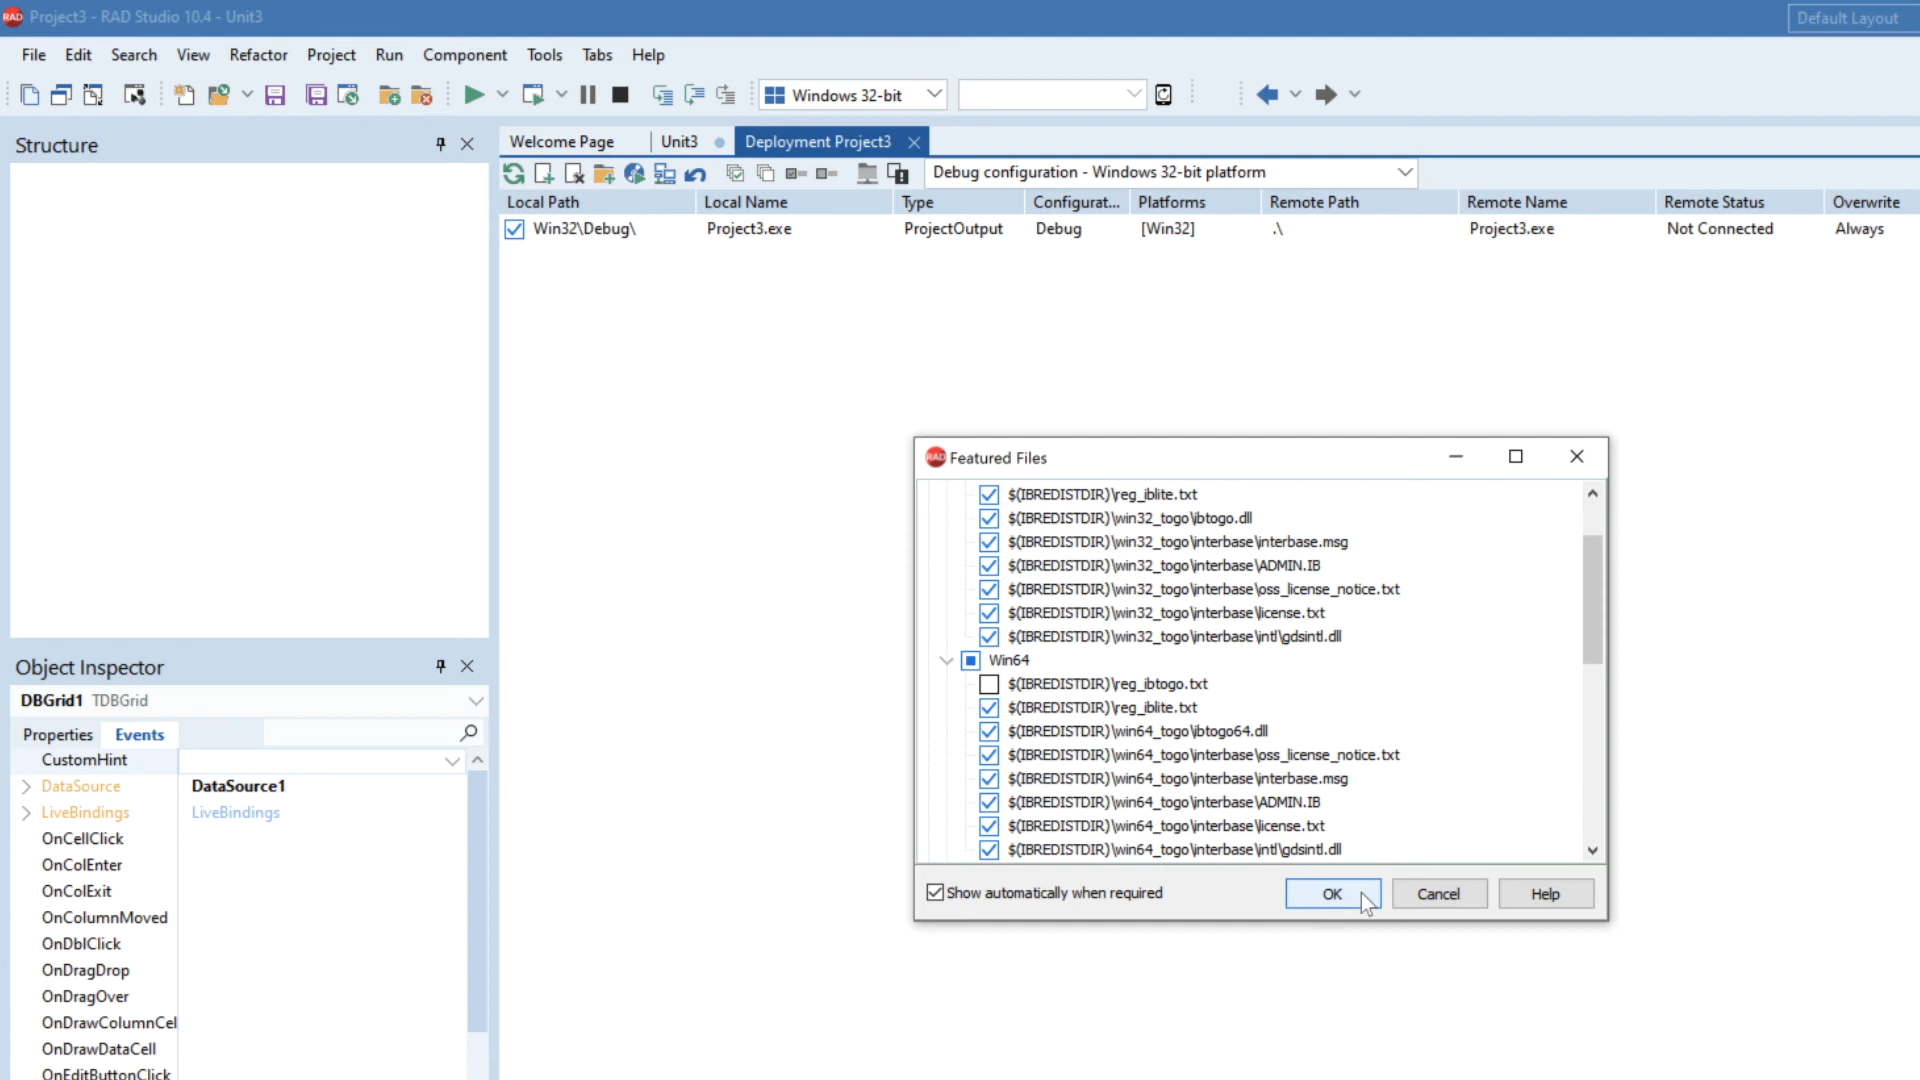 Project3 - RAD Studio 10.4 - Unit3
Default Layout
File Edit Search View Refactor Project Run Component Tools Tabs Help
Windows 32-bit
Structure
Welcome Page Unit3 Deployment Project3
Debug configuration - Windows 32-bit platform
Local Path Local Name Type Configurat... Platforms Remote Path Remote Name Remote Status Overwrite
Win32\Debug\ Project3.exe ProjectOutput Debug [Win32] .\ Project3.exe Not Connected Always
RAD Featured Files
$(IBREDISTDIR)\reg_iblite.txt
$(IBREDISTDIR)\win32_togo\ibtogo.dll
$(IBREDISTDIR)\win32_togo\interbase\interbase.msg
$(IBREDISTDIR)\win32_togo\interbase\ADMIN.IB
$(IBREDISTDIR)\win32_togo\interbase\oss_license_notice.txt
$(IBREDISTDIR)\win32_togo\interbase\license.txt
$(IBREDISTDIR)\win32_togo\interbase\intl\gdsintl.dll
Win64
$(IBREDISTDIR)\reg_ibtogo.txt
$(IBREDISTDIR)\reg_iblite.txt
$(IBREDISTDIR)\win64_togo\ibtogo64.dll
$(IBREDISTDIR)\win64_togo\interbase\oss_license_notice.txt
$(IBREDISTDIR)\win64_togo\interbase\interbase.msg
$(IBREDISTDIR)\win64_togo\interbase\ADMIN.IB
$(IBREDISTDIR)\win64_togo\interbase\license.txt
$(IBREDISTDIR)\win64_togo\interbase\intl\gdsintl.dll
Show automatically when required
OK Cancel Help
Object Inspector
DBGrid1 TDBGrid
Properties Events
CustomHint
DataSource DataSource1
LiveBindings LiveBindings
OnCellClick
OnColEnter
OnColExit
OnColumnMoved
OnDblClick
OnDragDrop
OnDragOver
OnDrawColumnCel
OnDrawDataCell
OnEditButtonClick